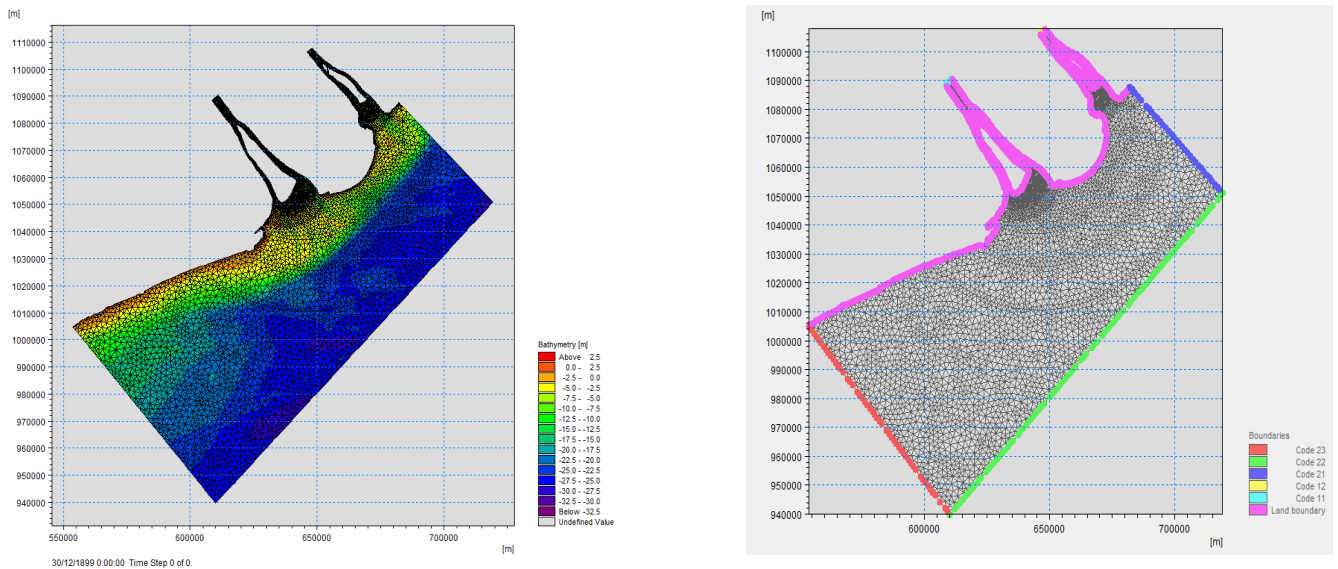 [m]
1110000
1100000
1090000
1080000
1070000
1060000
1050000
1040000
1030000
1020000
1010000
1000000
990000
980000
970000
960000
950000
940000
550000 600000 650000 700000
[m]
Bathymetry [m]
Above 2.5
0.0 - 2.5
-2.5 - 0.0
-5.0 - -2.5
-7.5 - -5.0
-10.0 - -7.5
-12.5 - -10.0
-15.0 - -12.5
-17.5 - -15.0
-20.0 - -17.5
-22.5 - -20.0
-25.0 - -22.5
-27.5 - -25.0
-30.0 - -27.5
-32.5 - -30.0
Below -32.5
Undefined Value
30/12/1899 0:00:00 Time Step 0 of 0.
[m]
1100000
1090000
1080000
1070000
1060000
1050000
1040000
1030000
1020000
1010000
1000000
990000
980000
970000
960000
950000
940000
600000 650000 700000
[m]
Boundaries
Code 23
Code 22
Code 21
Code 12
Code 11
Land boundary